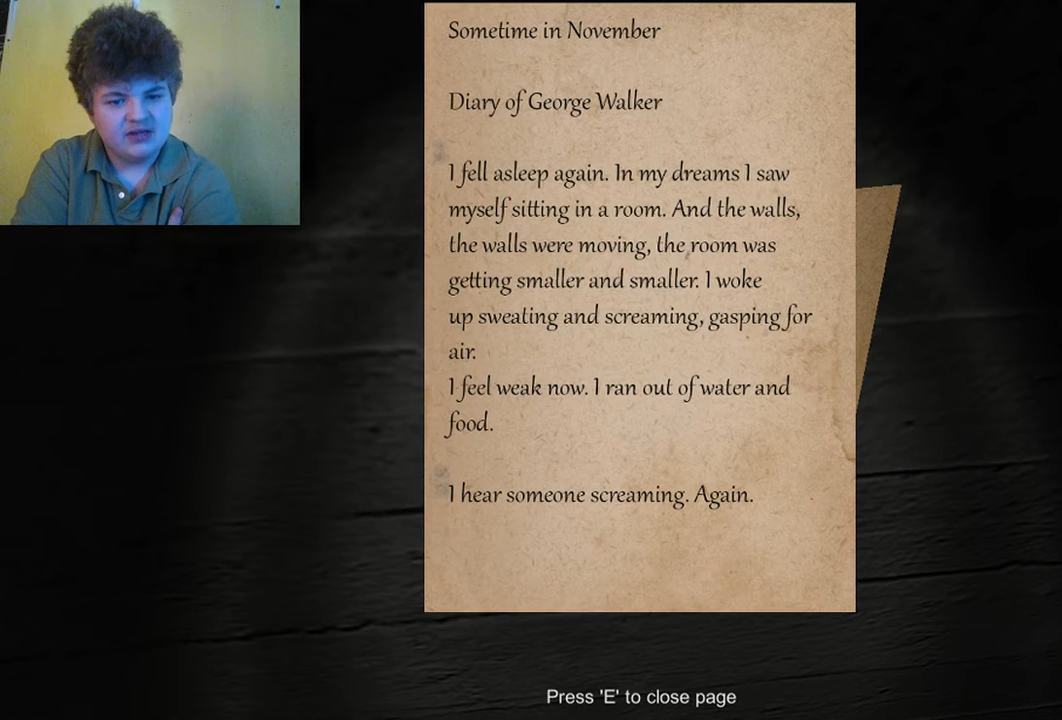 Sometime in November
Diary of George Walker
I fell asleep again. In my dreams I saw
myself sitting in a room. And the walls,
the walls were moving, the room was
getting smaller and smaller. I woke
up sweating and screaming, gasping for
air.
I feel weak now. I ran out of water and
food.
I hear someone screaming. Again.
Press 'E' to close page